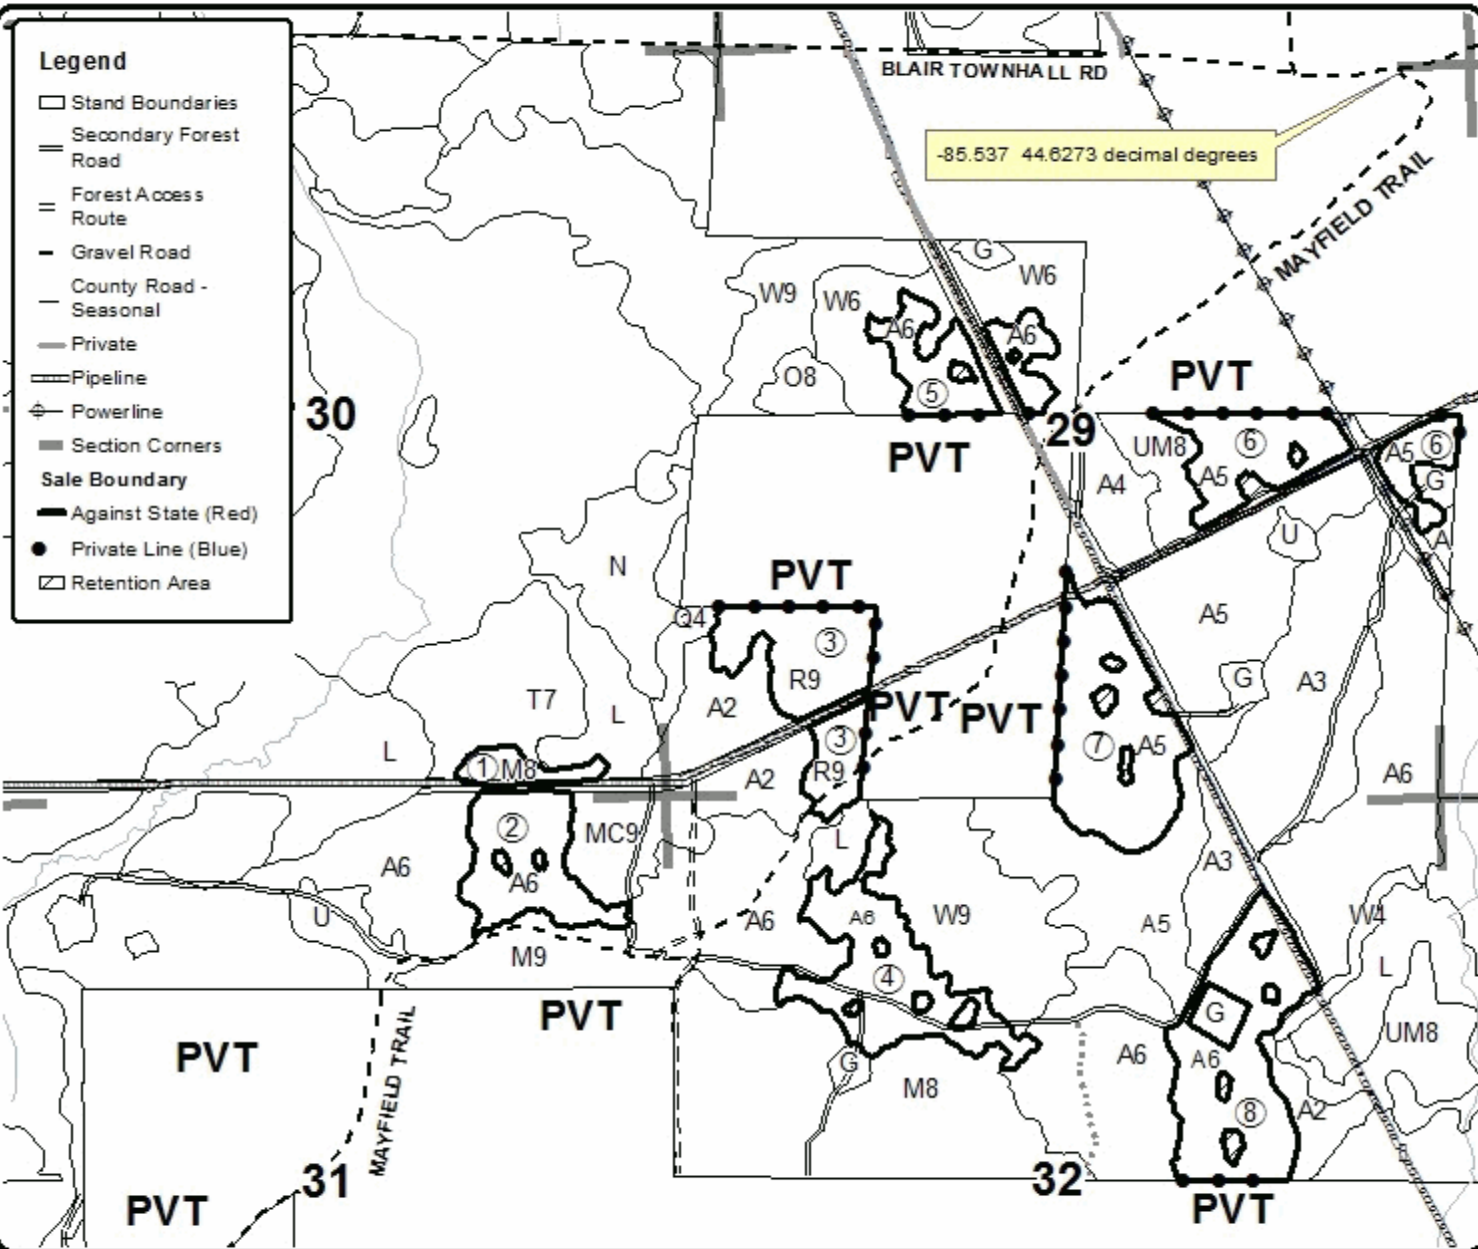 Legend
Stand Boundaries
Secondary Forest
Road
Forest Access
Route
Gravel Road
County Road -
Seasonal
Private
Pipeline
Powerline
Section Corners
Sale Boundary
Against State (Red)
Private Line (Blue)
Retention Area
BLAIR TOWNHALL RD
-85.537 44.6273 decimal degrees
MAYFIELD TRAIL
G
W6
W9
W6
A6
A6
O8
5
PVT
30
29
PVT
PVT
UM8
6
A5
A5
6
G
A4
U
A
N
PVT
O4
3
R9
A5
G
A3
T7
L
A2
PVT
PVT
L
3
7
A5
1
M8
R9
A2
A6
2
MC9
L
A3
A6
A6
U
A6
A6
W9
A5
W4
M9
4
L
PVT
G
PVT
UM8
MAYFIELD TRAIL
G
M8
A6
A6
8
A2
31
32
PVT
PVT